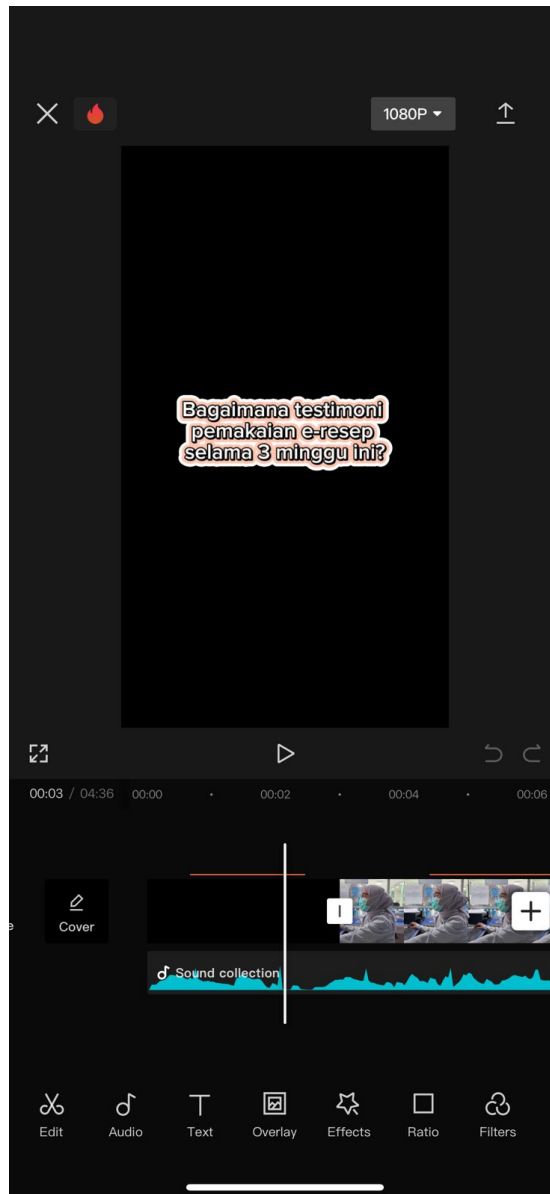 1080P
Bagaimana testimoni
pemakaian e-resep
selama 3 minggu ini?
00:03 / 04:36
00:00
00:02
00:04
00:06
e
Cover
Sound collection
Edit
Audio
Text
Overlay
Effects
Ratio
Filters